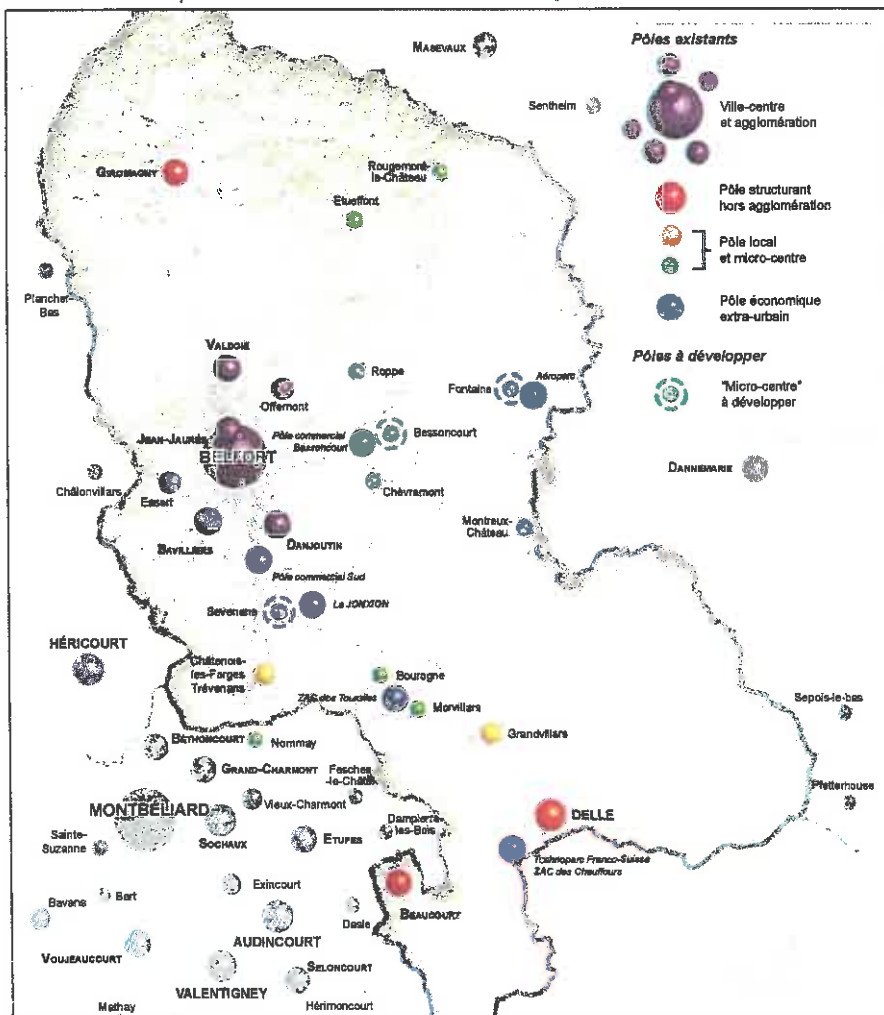 MASEVAUX
Sentheim
GIROMAGNY
Rougemont-
le-Château
Etueffont
Plancher-
Bas
VALDOIE
Offemont
Roppe
Fontaine
Aéroparc
JEAN-JAURÈS
BELFORT
Pôle commercial
Bessoncourt
Bessoncourt
Châlonvillars
Essert
Chèvremont
DANNEMARIE
BAVILLIERS
DANJOUTIN
Montreux-
Château
Pôle commercial Sud
Sevenans
La JONXION
HÉRICOURT
Châtenois-
les-Forges
Trévenans
Bourogne
ZAC des Tourelles
Morvillars
Grandvillars
Sepois-le-bas
BETHONCOURT
Nommay
GRAND-CHARMONT
Fesches-
le-Châtel
MONTBÉLIARD
Vieux-Charmont
Pfetterhouse
Sainte-
Suzanne
SOCHAUX
ETUPES
Dampierre-
les-Bois
DELLE
Technoparc Franco-Suisse
ZAC des Chauffours
Bavans
Bart
Exincourt
Dasle
BEAUCOURT
AUDINCOURT
VOUJEAUCOURT
VALENTIGNEY
SELONCOURT
Mathay
Hérimoncourt
Pôles existants
Ville-centre
et agglomération
Pôle structurant
hors agglomération
Pôle local
et micro-centre
Pôle économique
extra-urbain
Pôles à développer
"Micro-centre"
à développer